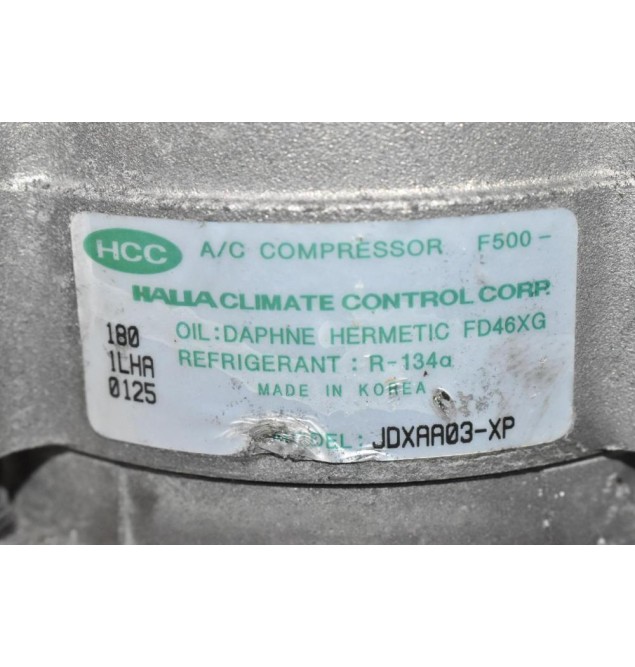 HCC A/C COMPRESSOR F500-
HALLA CLIMATE CONTROL CORP.
180 OIL:DAPHNE HERMETIC FD46XG
1LHA REFRIGERANT : R-134a
0125 MADE IN KOREA
JDXAA03-XP